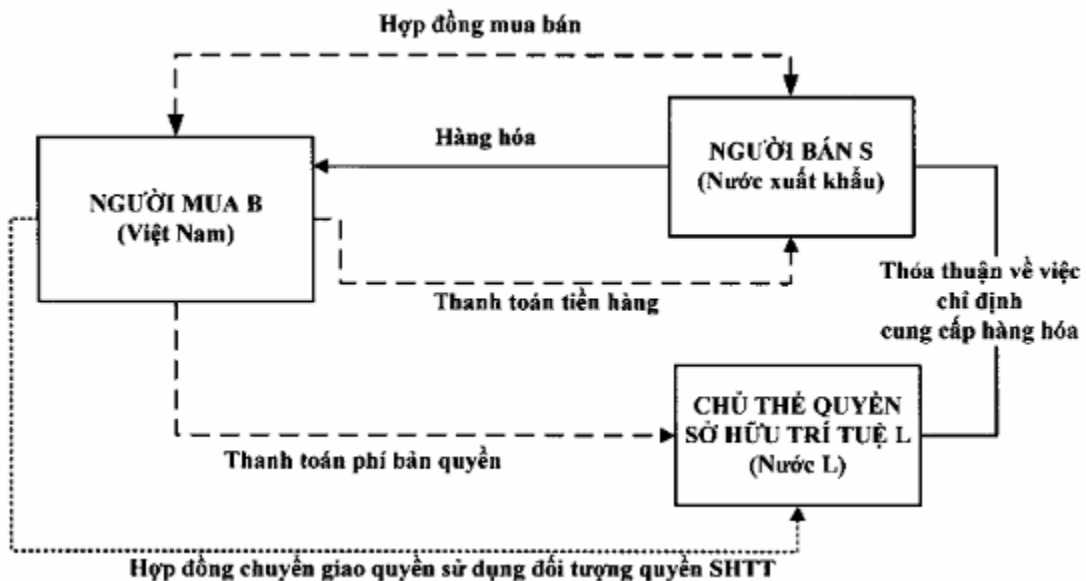 Hợp đồng mua bán
Hàng hóa
NGƯỜI BÁN S
(Nước xuất khẩu)
NGƯỜI MUA B
(Việt Nam)
Thanh toán tiền hàng
Thóa thuận về việc
chỉ định
cung cấp hàng hóa
CHỦ THỂ QUYỀN
SỞ HỮU TRÍ TUỆ L
(Nước L)
Thanh toán phí bản quyền
Hợp đồng chuyển giao quyền sử dụng đối tượng quyền SHTT